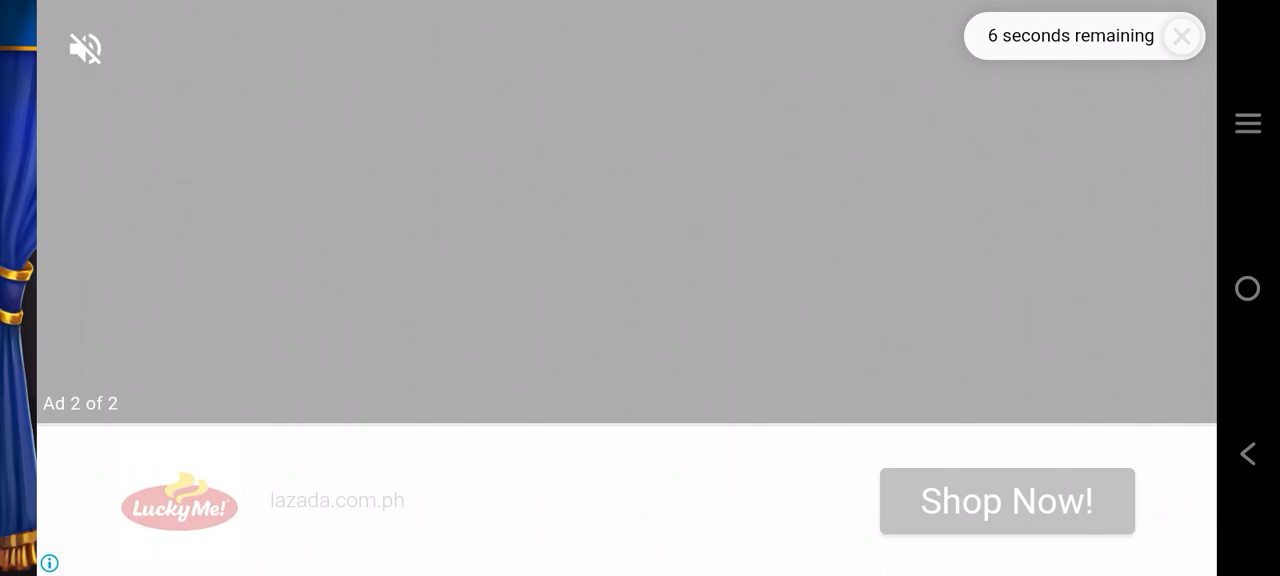 6 seconds remaining
Ad 2 of 2
Lucky Me!
lazada.com.ph
Shop Now!